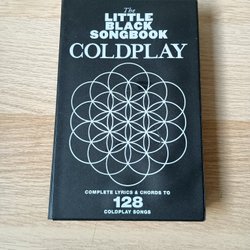 The
LITTLE
BLACK
SONGBOOK
COLDPLAY
COMPLETE LYRICS & CHORDS TO
128
COLDPLAY SONGS